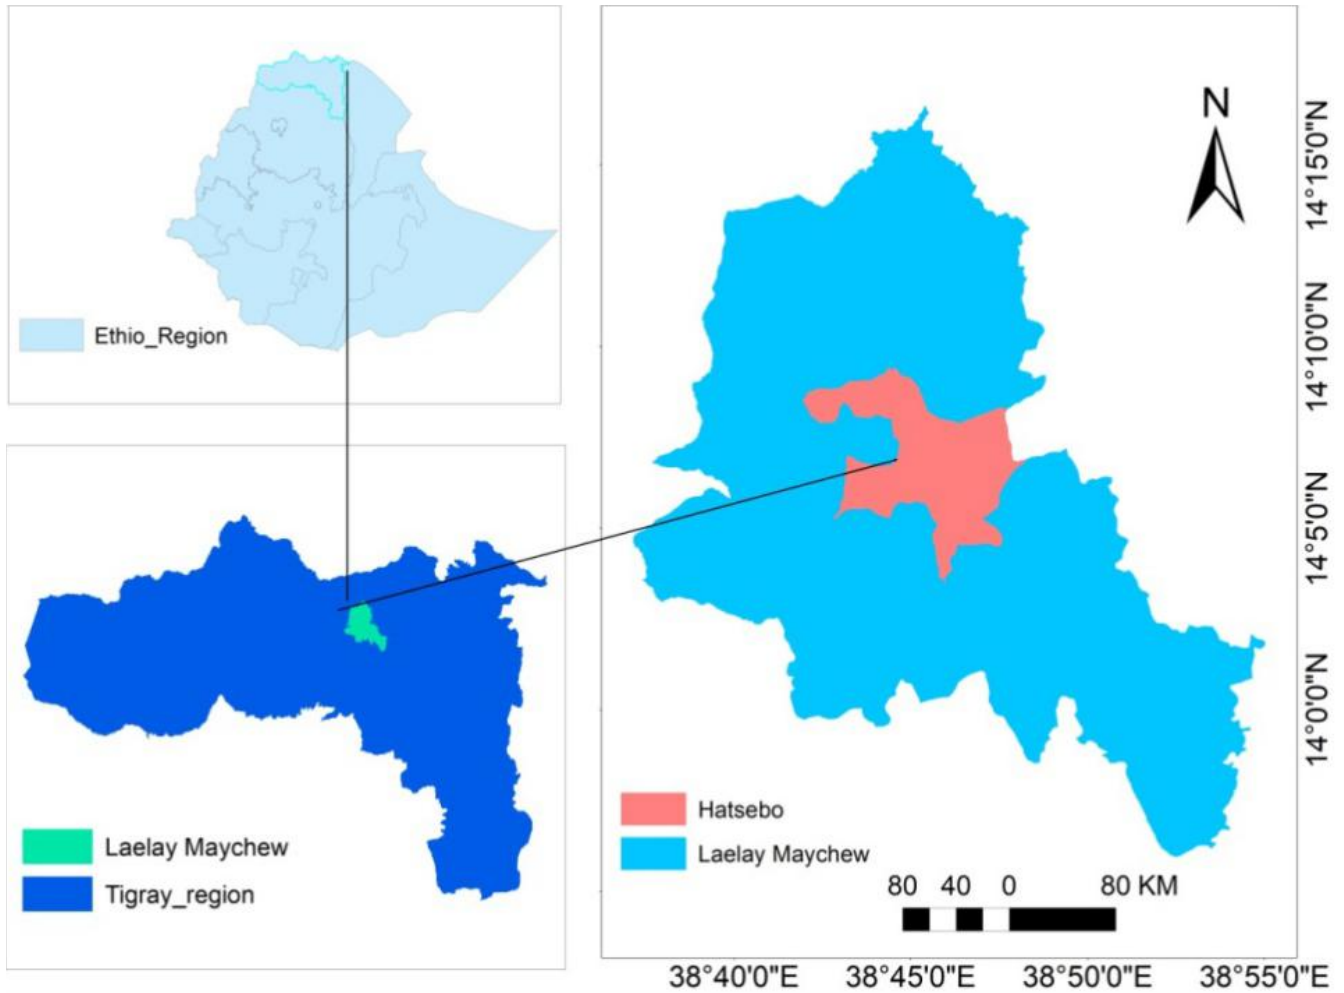 Ethio_Region
Laelay Maychew
Tigray_region
N
14°15'0"N
14°10'0"N
14°5'0"N
14°0'0"N
Hatsebo
Laelay Maychew
80 40 0 80 KM
38°40'0"E 38°45'0"E 38°50'0"E 38°55'0"E